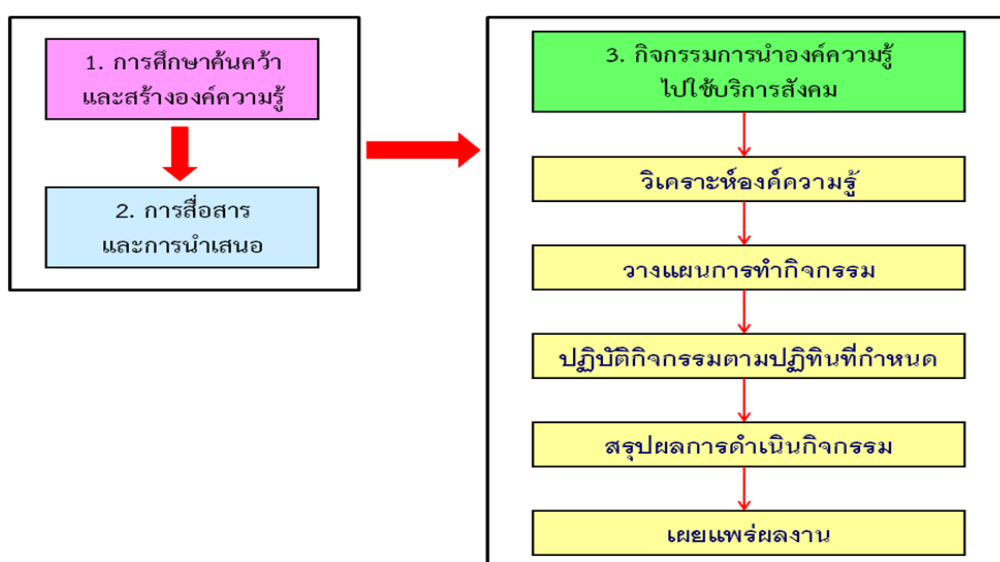 1. การศึกษาค้นคว้า
และสร้างองค์ความรู้
2. การสื่อสาร
และการนำเสนอ
3. กิจกรรมการนำองค์ความรู้
ไปใช้บริการสังคม
วิเคราะห์องค์ความรู้
วางแผนการทำกิจกรรม
ปฏิบัติกิจกรรมตามปฏิทินที่กำหนด
สรุปผลการดำเนินกิจกรรม
เผยแพร่ผลงาน